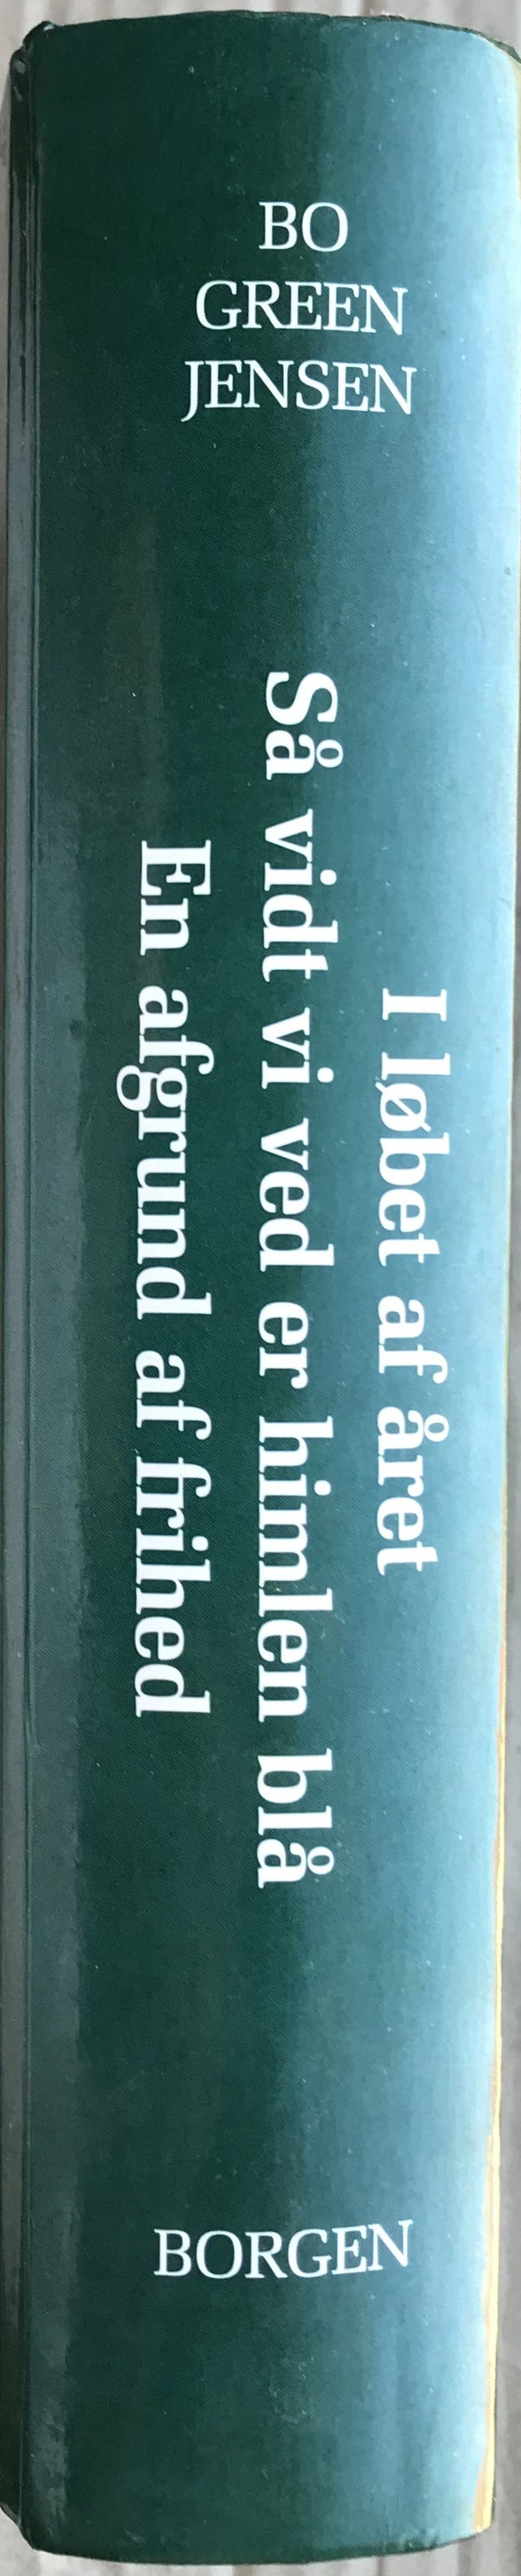 BO
GREEN
JENSEN
I løbet af året
Så vidt vi ved er himlen blå
En afgrund af frihed
BORGEN